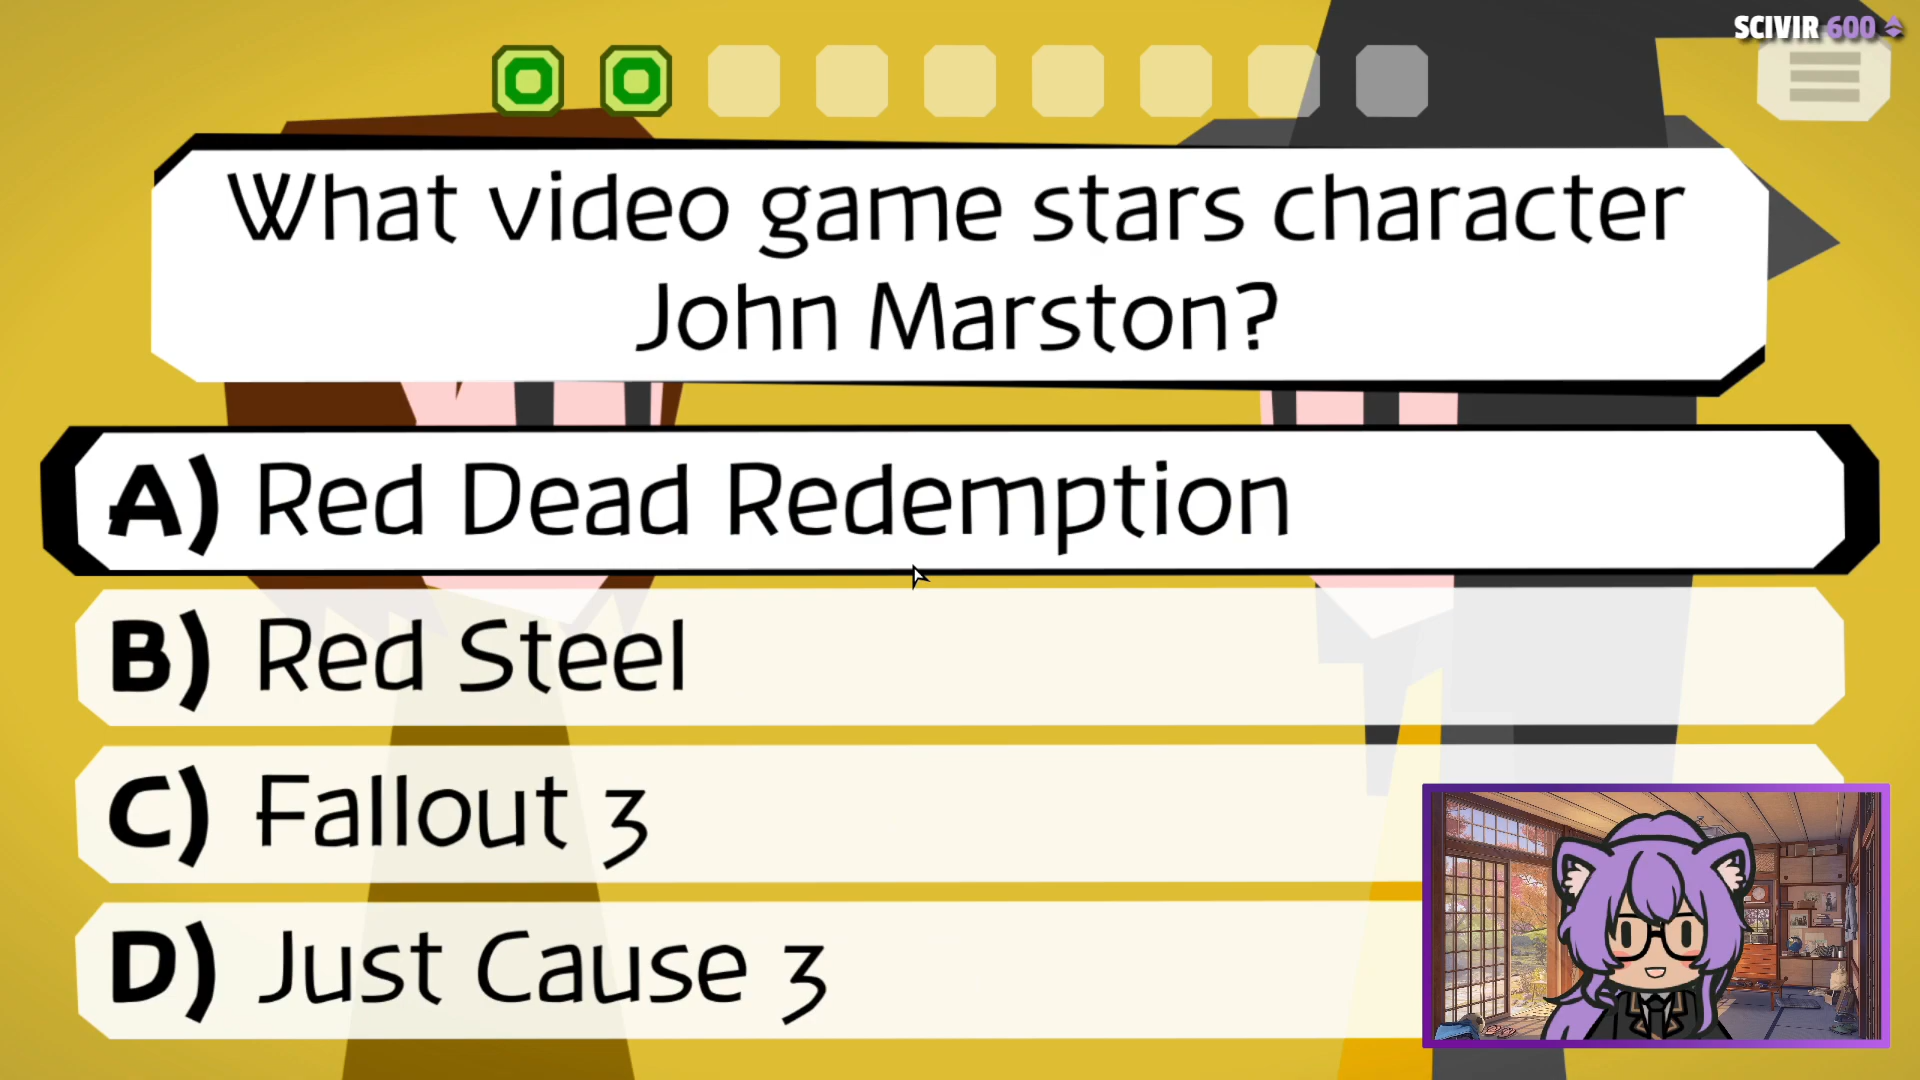 SCIVIR 600
What video game stars character
John Marston?
A) Red Dead Redemption
B) Red Steel
C) Fallout 3
D) Just Cause 3